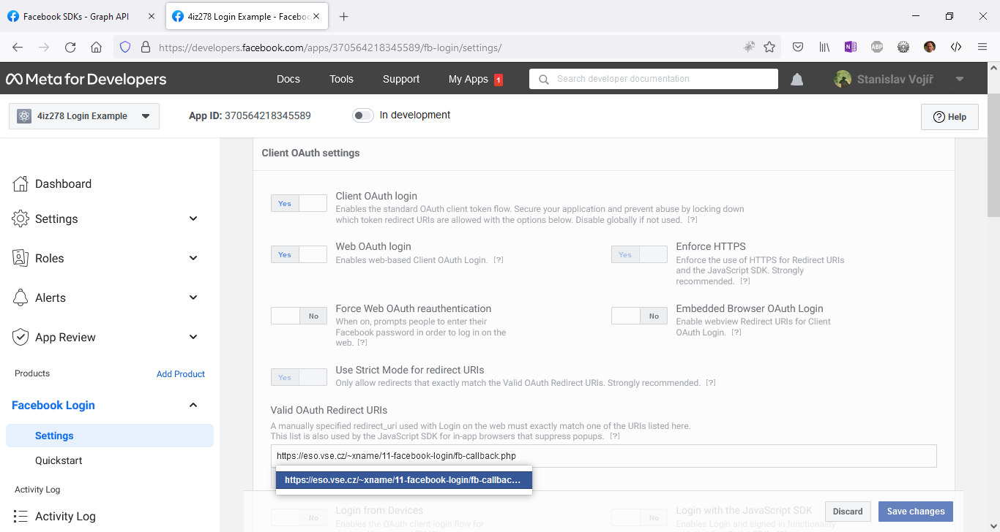 Facebook SDKs - Graph API
4iz278 Login Example - Faceboo
https://developers.facebook.com/apps/370564218345589/fb-login/settings/
ABP
Meta for Developers
Docs
Tools
Support
My Apps
1
Search developer documentation
Stanislav Vojíř
4iz278 Login Example
App ID: 370564218345589
In development
Help
Dashboard
Settings
Roles
Alerts
App Review
Products
Add Product
Facebook Login
Settings
Quickstart
Activity Log
Activity Log
Client OAuth settings
Yes
Client OAuth login
Enables the standard OAuth client token flow. Secure your application and prevent abuse by locking down
which token redirect URIs are allowed with the options below. Disable globally if not used. [?]
Yes
Web OAuth login
Enables web-based Client OAuth Login. [?]
Yes
Enforce HTTPS
Enforce the use of HTTPS for Redirect URIs
and the JavaScript SDK. Strongly
recommended. [?]
No
Force Web OAuth reauthentication
When on, prompts people to enter their
Facebook password in order to log in on the
web. [?]
No
Embedded Browser OAuth Login
Enable webview Redirect URIs for Client
OAuth Login. [?]
Yes
Use Strict Mode for redirect URIs
Only allow redirects that exactly match the Valid OAuth Redirect URIs. Strongly recommended. [?]
Valid OAuth Redirect URIs
A manually specified redirect_uri used with Login on the web must exactly match one of the URIs listed here.
This list is also used by the JavaScript SDK for in-app browsers that suppress popups. [?]
https://eso.vse.cz/~xname/11-facebook-login/fb-callback.php
https://eso.vse.cz/~xname/11-facebook-login/fb-callbac...
No
Login from Devices
Enables the OAuth client login flow for
No
Login with the JavaScript SDK
Enables Login and signed-in functionality
Discard
Save changes